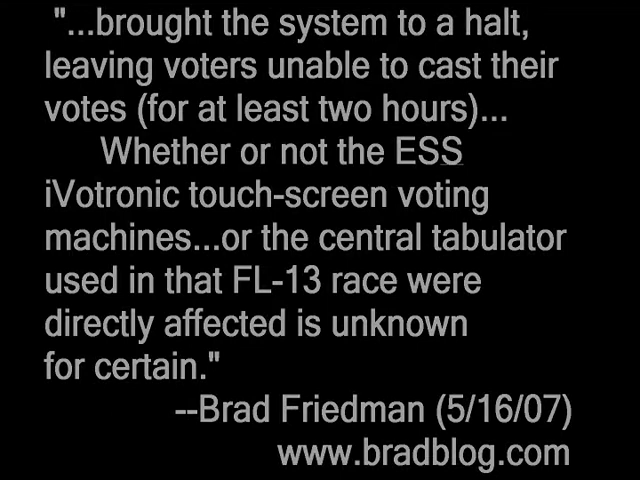 "...brought the system to a halt,
leaving voters unable to cast their
votes (for at least two hours)...
Whether or not the ESS
iVotronic touch-screen voting
machines...or the central tabulator
used in that FL-13 race were
directly affected is unknown
for certain."
--Brad Friedman (5/16/07)
www.bradblog.com